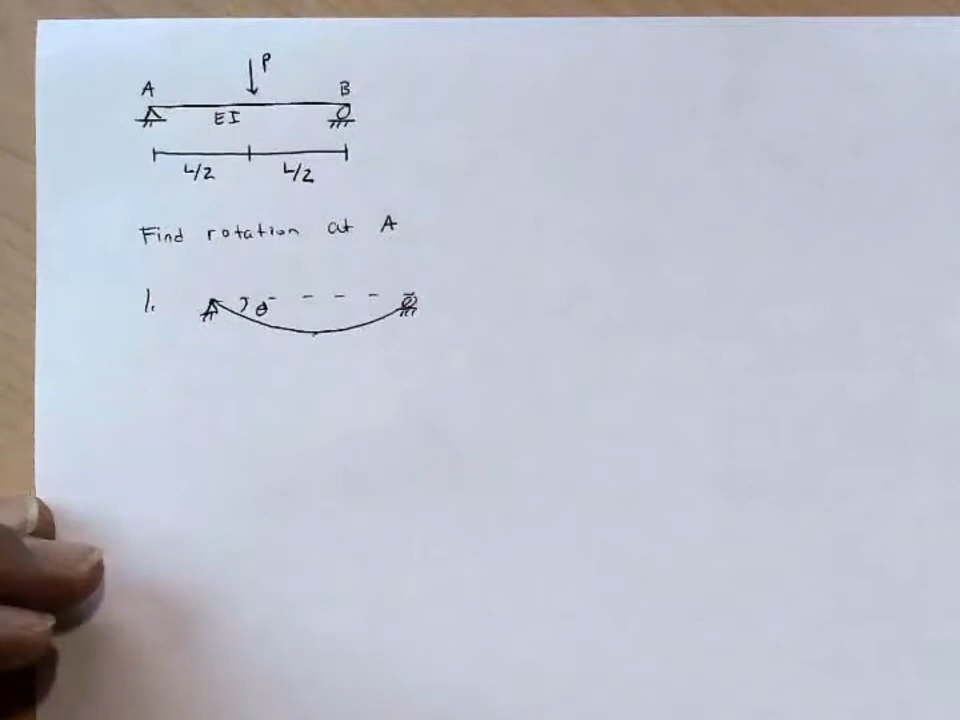 P
A B
EI
L/2 L/2
Find rotation at A
1. θ